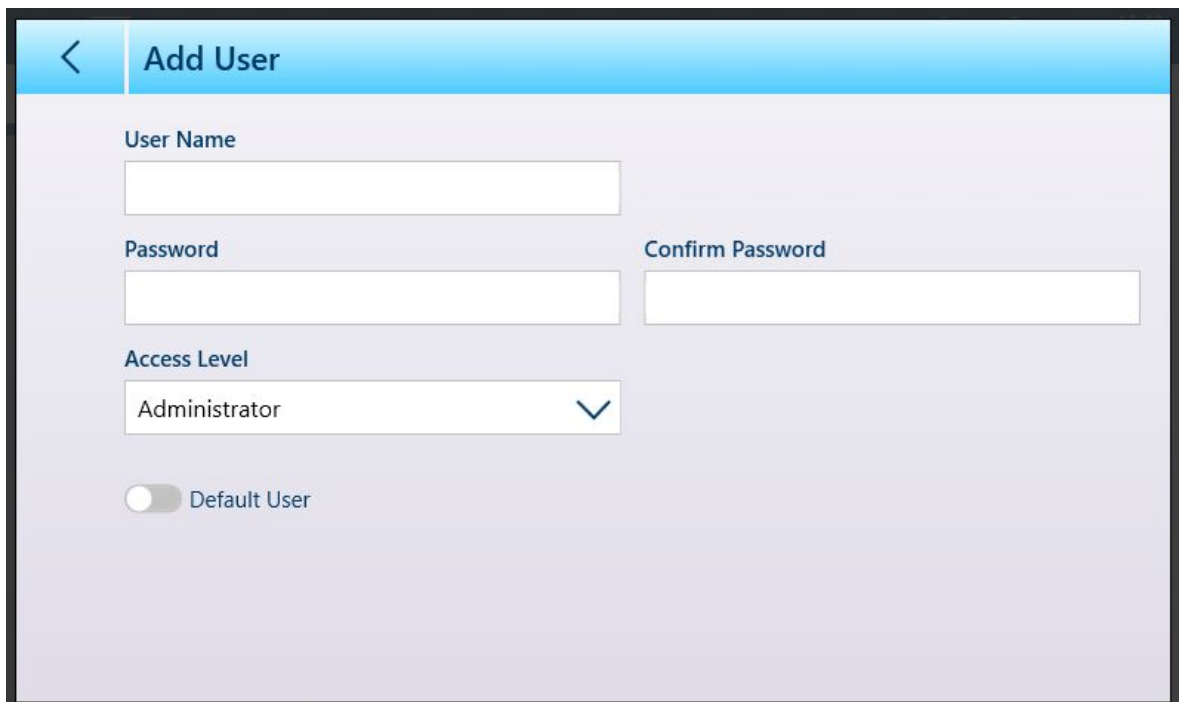 Add User
User Name
Password
Confirm Password
Access Level
Administrator
Default User